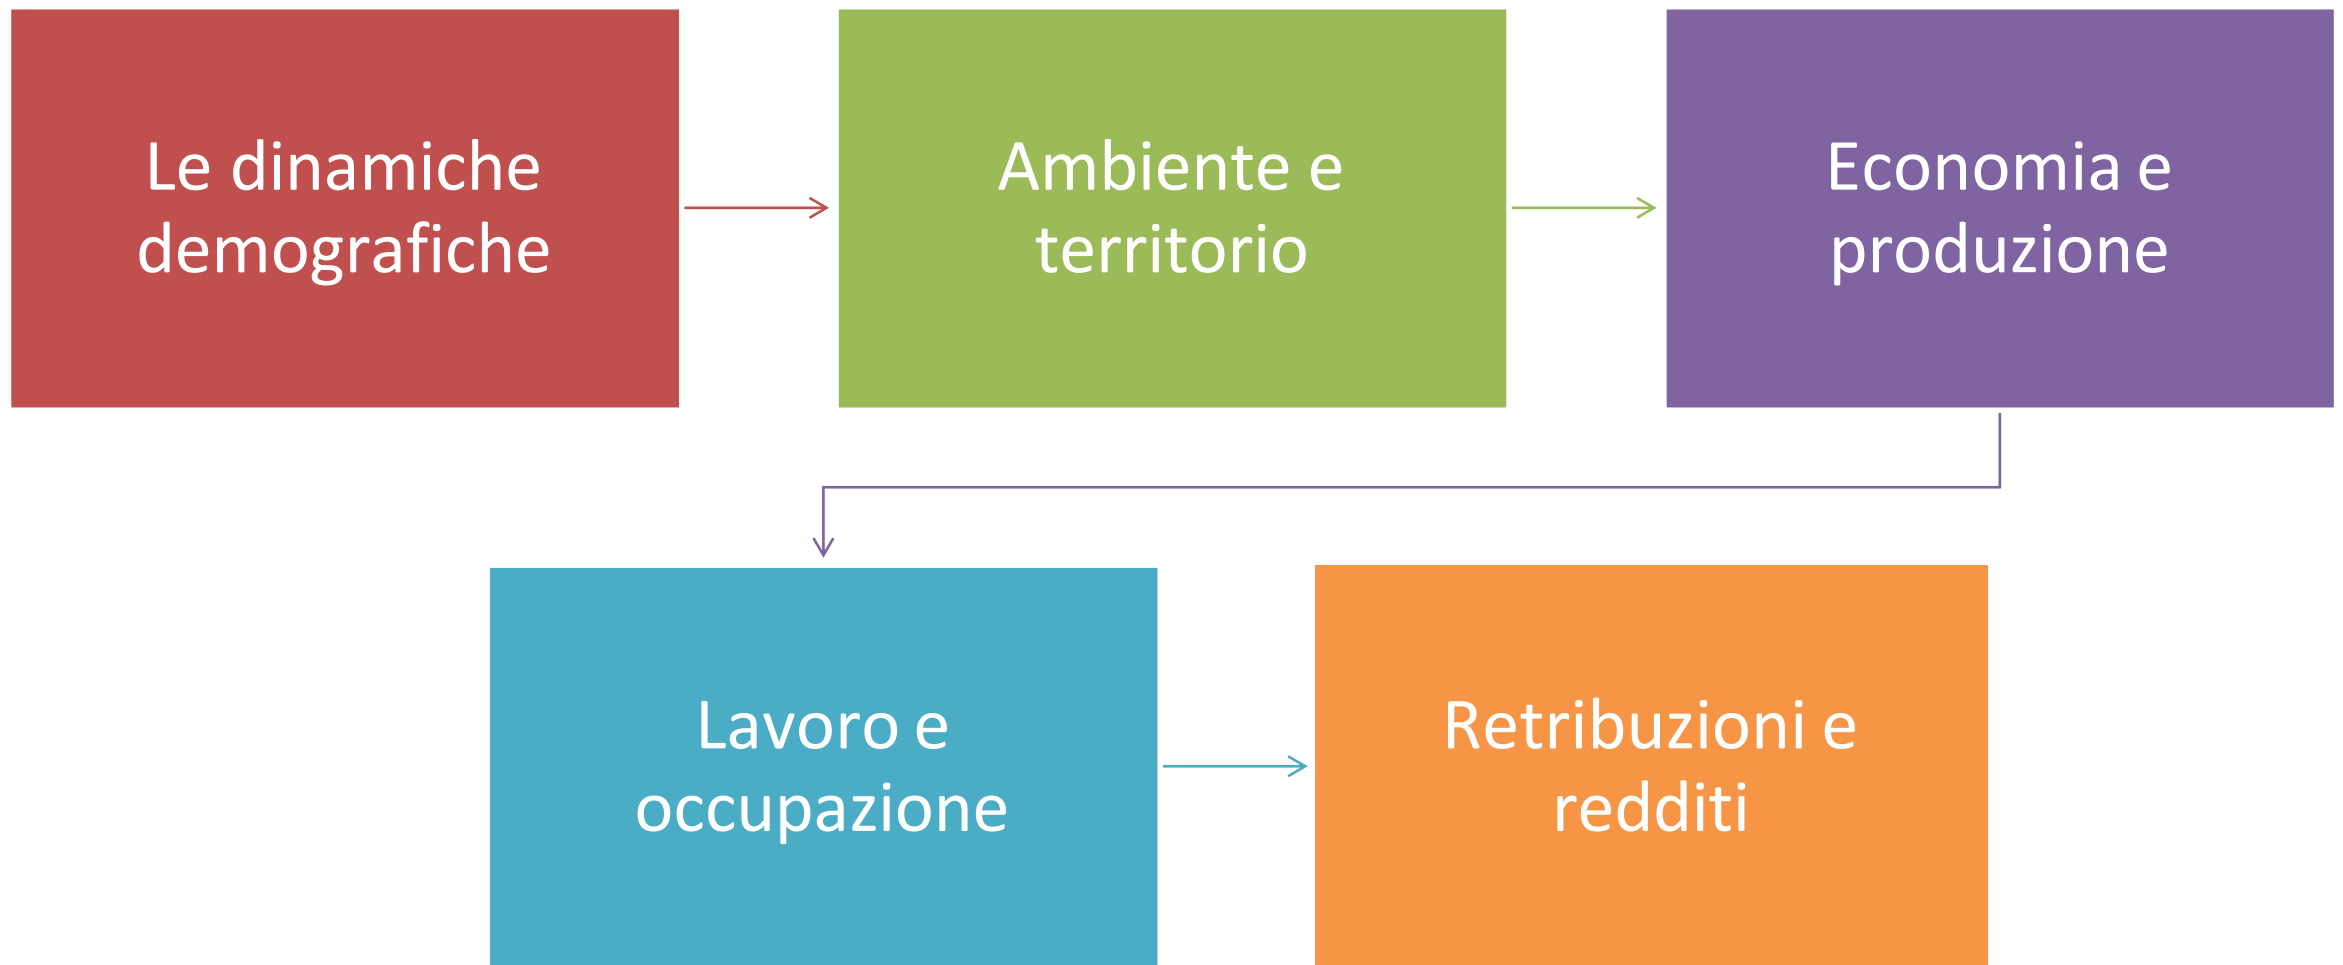 Le dinamiche
demografiche
Ambiente e
territorio
Economia e
produzione
Lavoro e
occupazione
Retribuzioni e
redditi